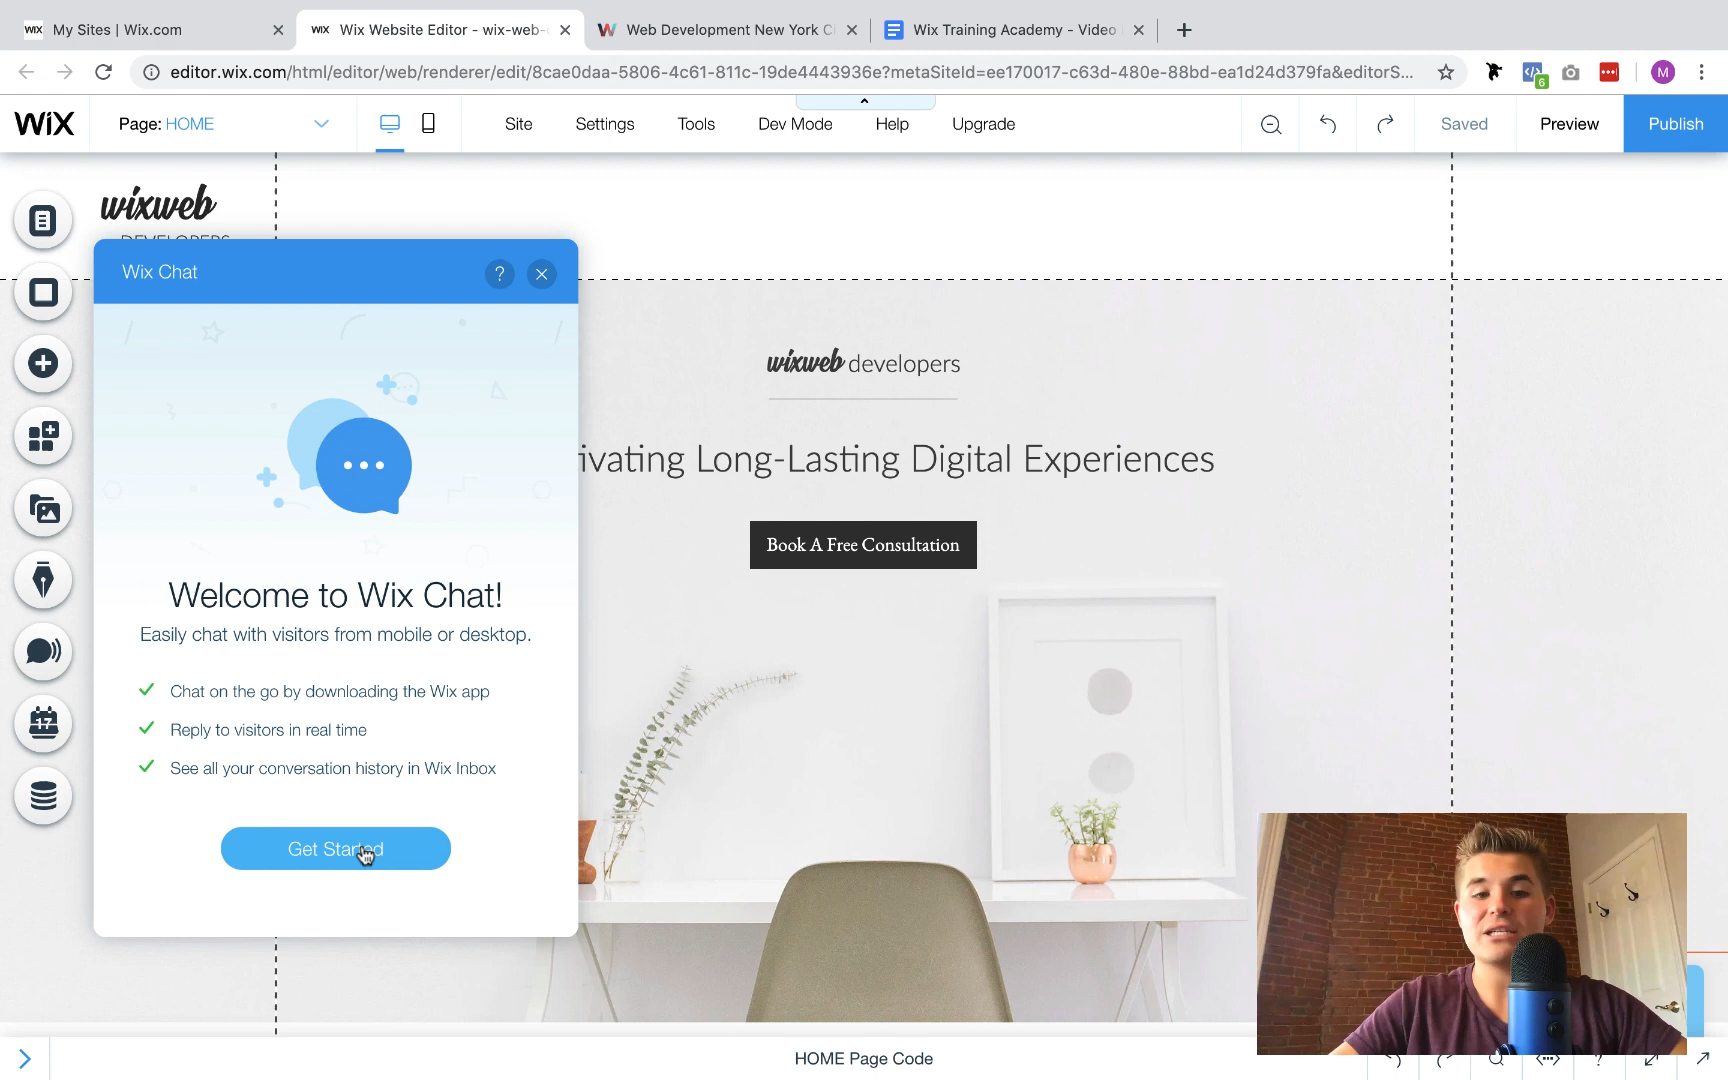 WIX My Sites | Wix.com
WIX Wix Website Editor - wix-web-
Web Development New York C
Wix Training Academy - Video
editor.wix.com/html/editor/web/renderer/edit/8cae0daa-5806-4c61-811c-19de4443936e?metaSiteId=ee170017-c63d-480e-88bd-ea1d24d379fa&editorS...
6
M
WiX
Page: HOME
Site
Settings
Tools
Dev Mode
Help
Upgrade
Saved
Preview
Publish
wixweb
DEVELOPERS
Wix Chat
?
wixweb developers
ivating Long-Lasting Digital Experiences
Book A Free Consultation
Welcome to Wix Chat!
Easily chat with visitors from mobile or desktop.
Chat on the go by downloading the Wix app
Reply to visitors in real time
See all your conversation history in Wix Inbox
Get Started
17
HOME Page Code
?